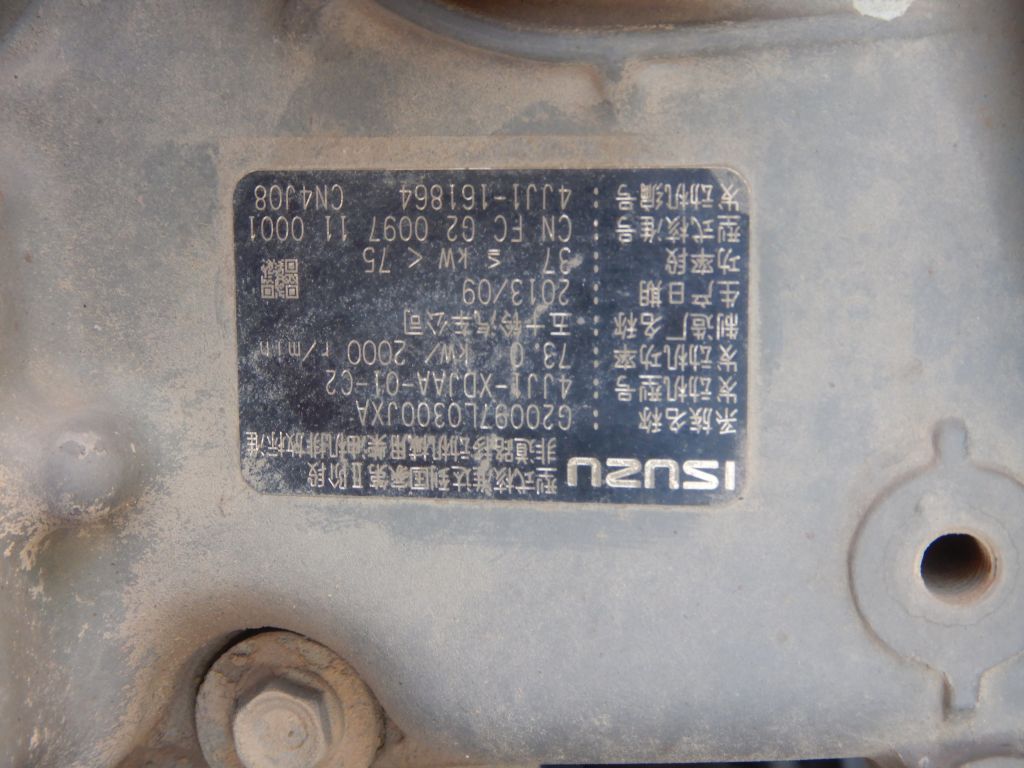 ISUZU
型式核准达到国家第Ⅱ阶段
非道路移动机械用柴油机排放标准
系族名称 : G20097L0300JXA
发动机型号 : 4JJ1-XDJAA-01-C2
发动机功率 : 73.0 kW/ 2000 r/min
制造厂名称 : 五十铃汽车公司
生产日期 : 2013/09
功率段 : 37 ≦ kW < 75
型式核准号 : CN FC G2 0097 11 0001
发动机编号 : 4JJ1-161864 CN4J08